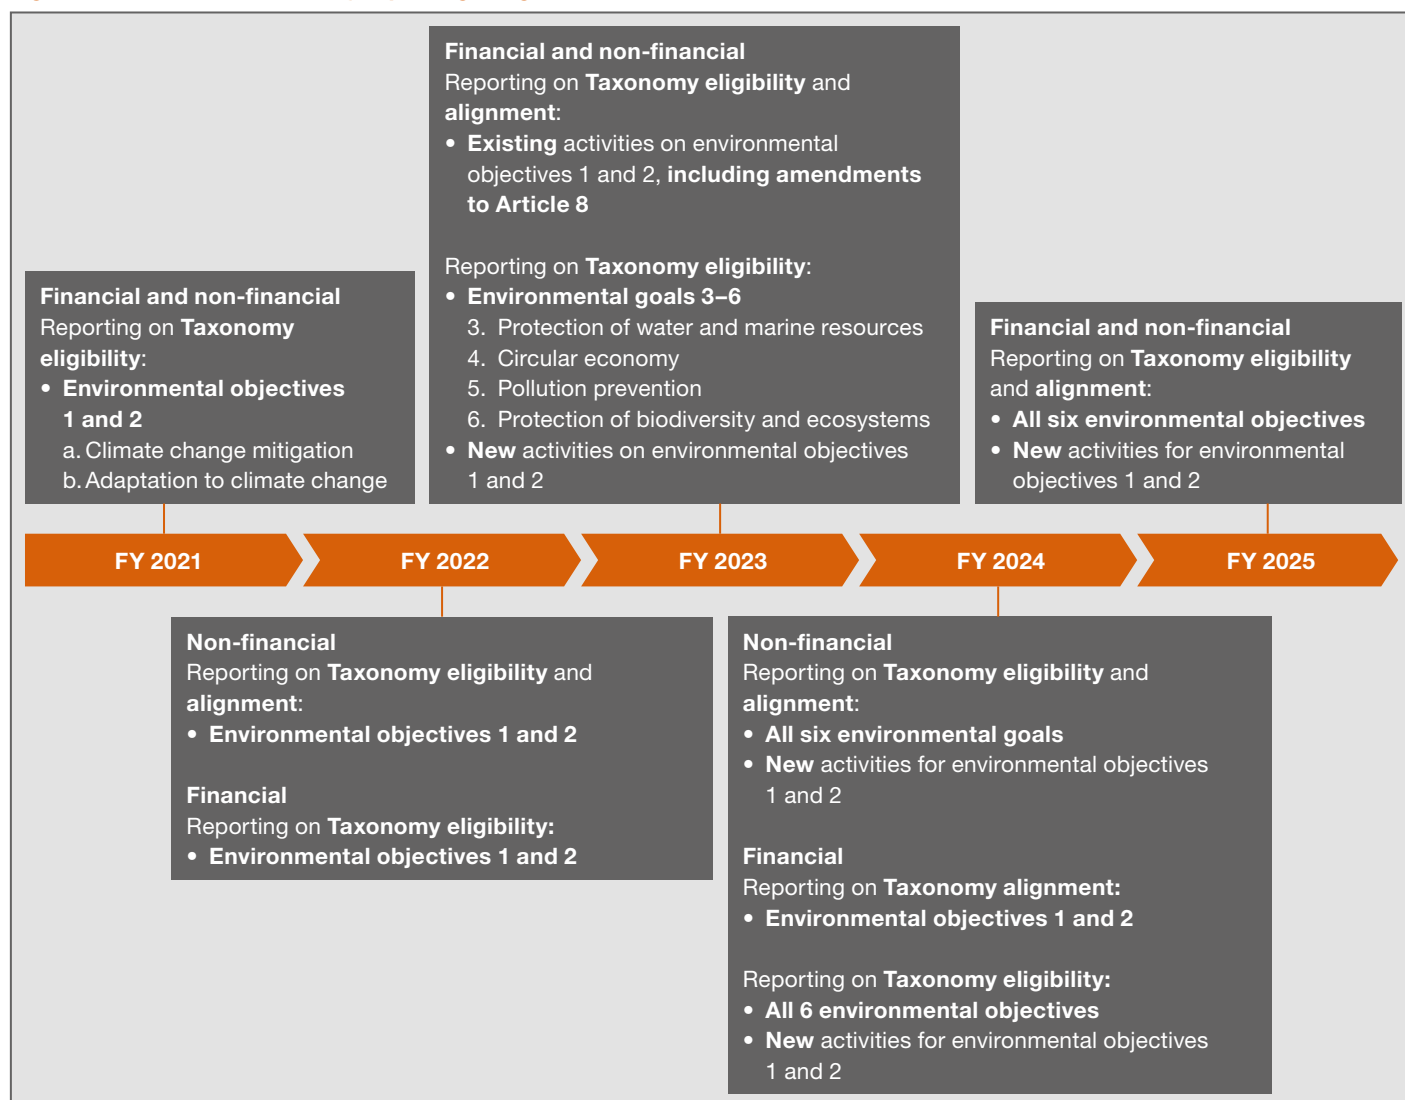 Financial and non-financial
Reporting on Taxonomy
eligibility:
• Environmental objectives
1 and 2
a. Climate change mitigation
b. Adaptation to climate change
Financial and non-financial
Reporting on Taxonomy eligibility and
alignment:
• Existing activities on environmental
objectives 1 and 2, including amendments
to Article 8
Reporting on Taxonomy eligibility:
• Environmental goals 3–6
3. Protection of water and marine resources
4. Circular economy
5. Pollution prevention
6. Protection of biodiversity and ecosystems
• New activities on environmental objectives
1 and 2
Financial and non-financial
Reporting on Taxonomy eligibility
and alignment:
• All six environmental objectives
• New activities for environmental
objectives 1 and 2
FY 2021
FY 2022
FY 2023
FY 2024
FY 2025
Non-financial
Reporting on Taxonomy eligibility and
alignment:
• Environmental objectives 1 and 2
Financial
Reporting on Taxonomy eligibility:
• Environmental objectives 1 and 2
Non-financial
Reporting on Taxonomy eligibility and
alignment:
• All six environmental goals
• New activities for environmental objectives
1 and 2
Financial
Reporting on Taxonomy alignment:
• Environmental objectives 1 and 2
Reporting on Taxonomy eligibility:
• All 6 environmental objectives
• New activities for environmental objectives
1 and 2